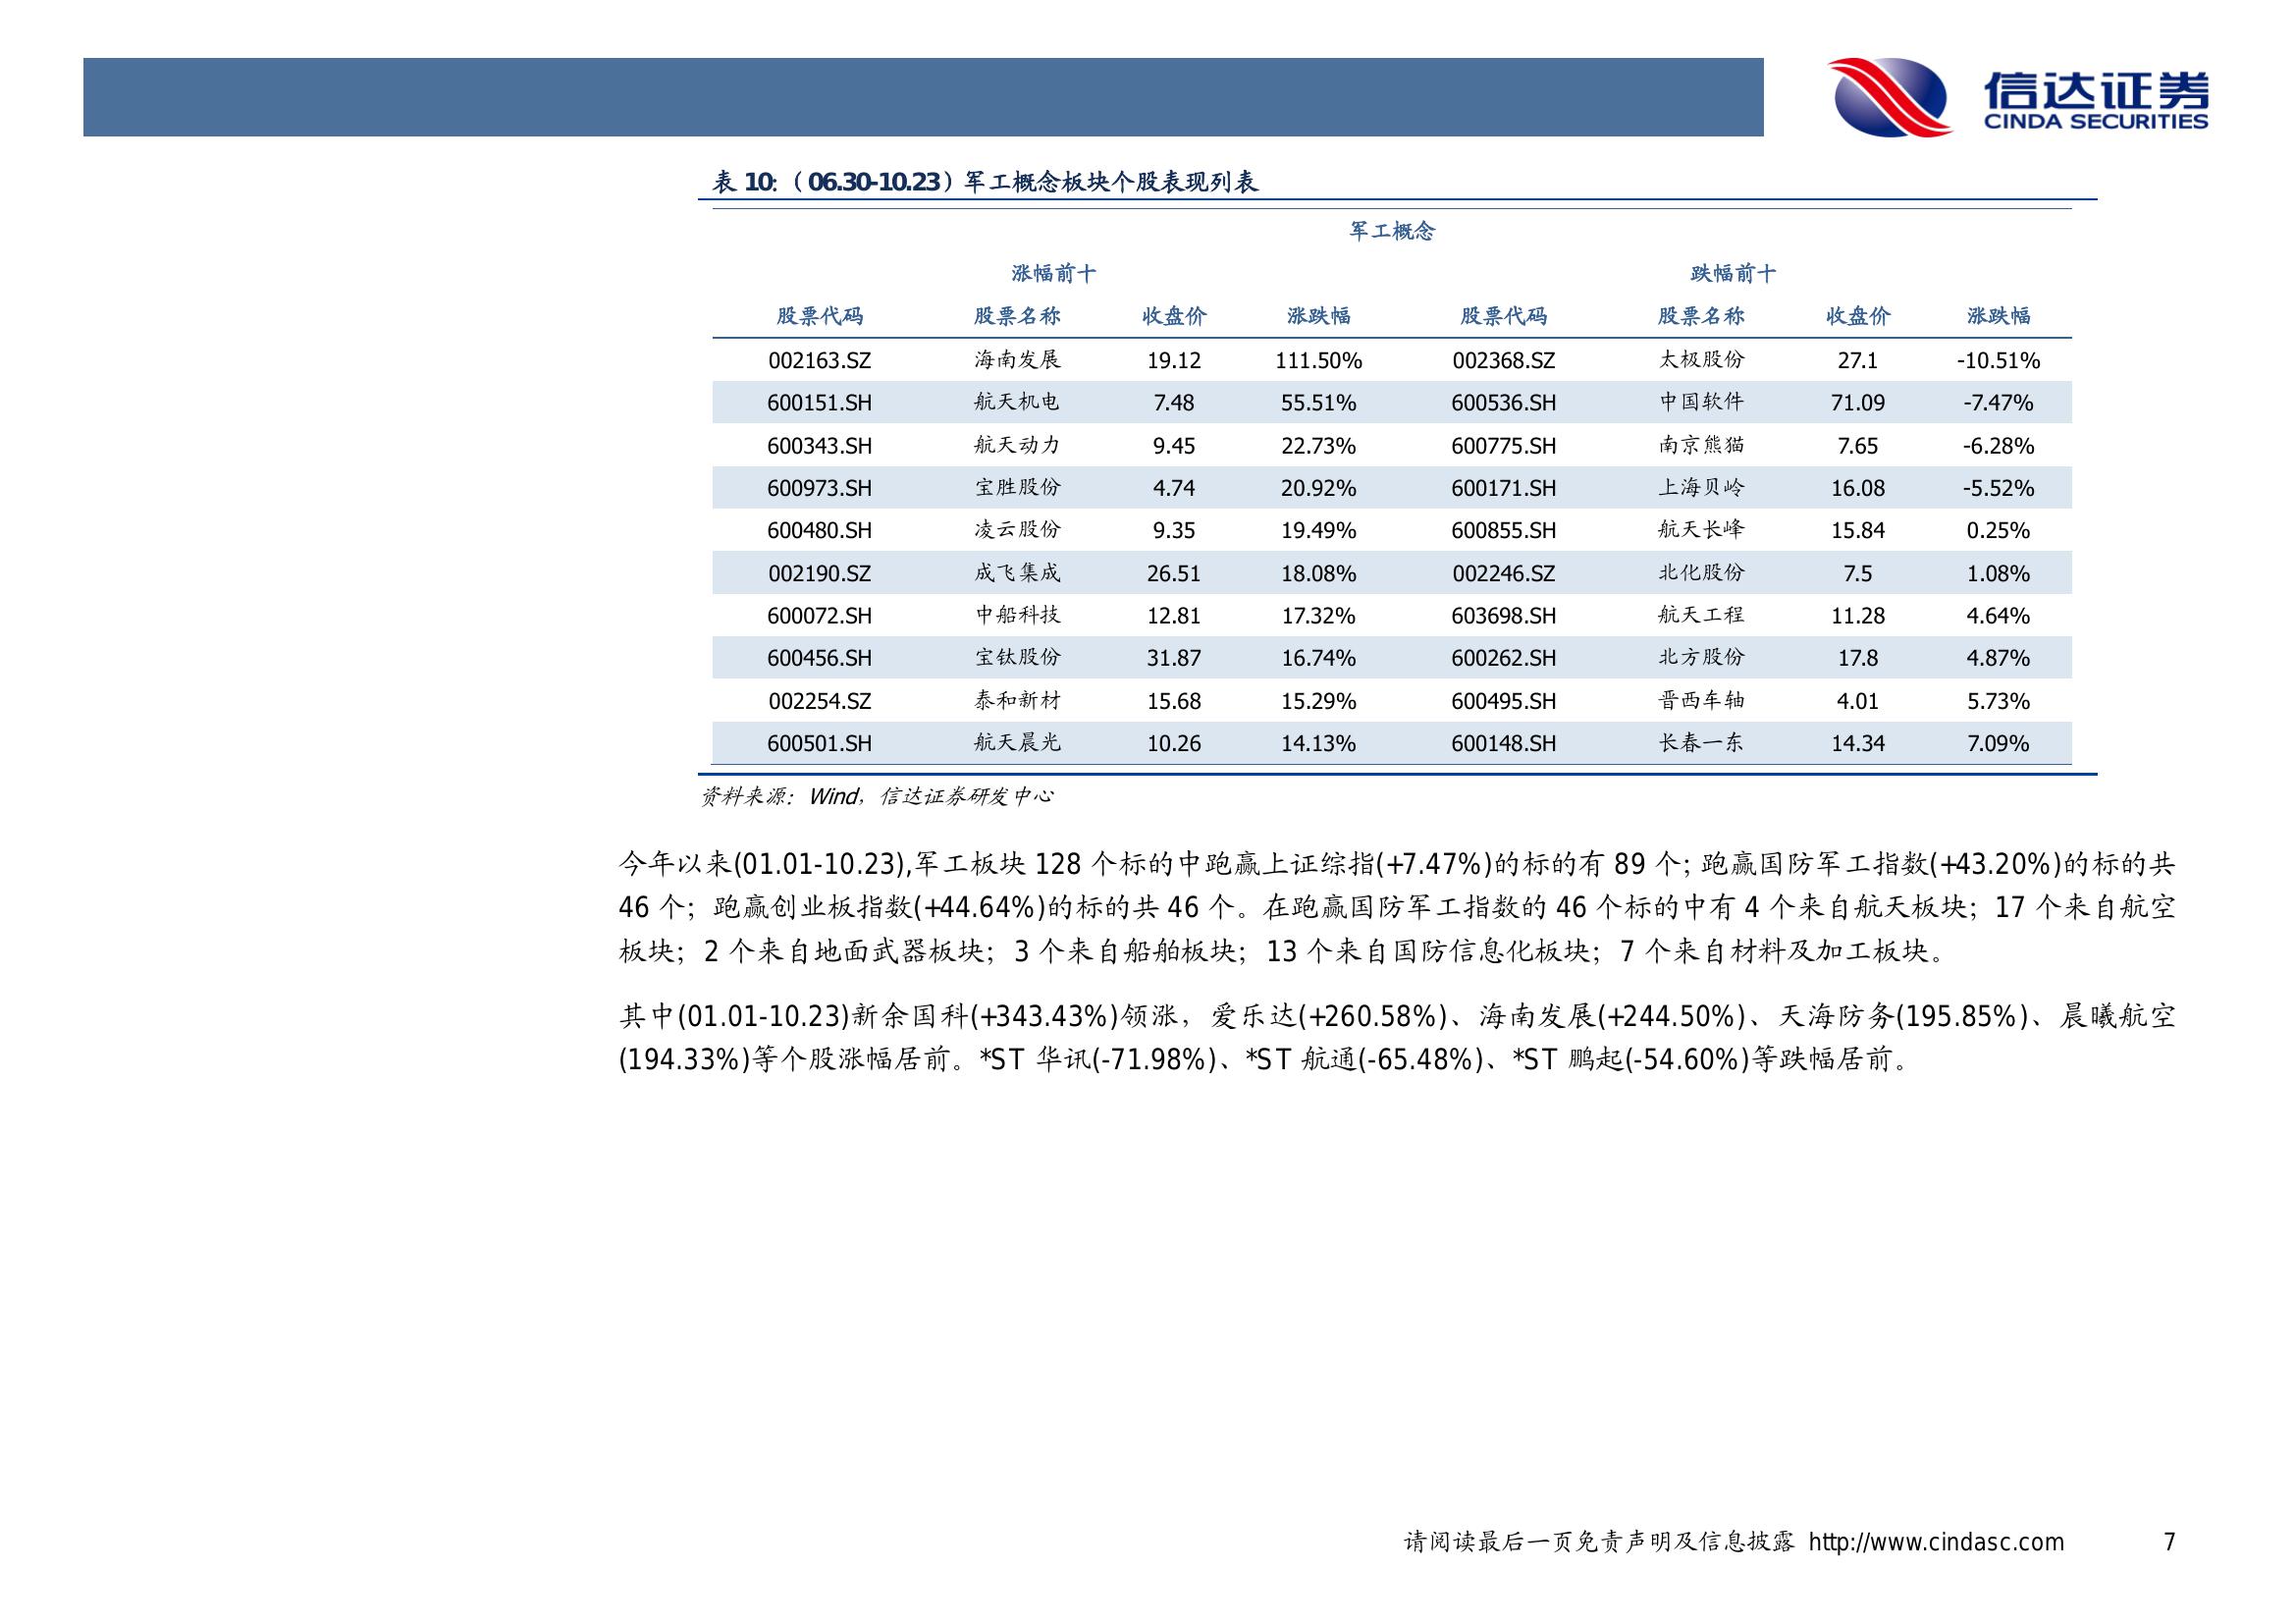 信达证券
CINDA SECURITIES
表 10:（06.30-10.23）军工概念板块个股表现列表
军工概念
涨幅前十 跌幅前十
股票代码 股票名称 收盘价 涨跌幅 股票代码 股票名称 收盘价 涨跌幅
002163.SZ 海南发展 19.12 111.50% 002368.SZ 太极股份 27.1 -10.51%
600151.SH 航天机电 7.48 55.51% 600536.SH 中国软件 71.09 -7.47%
600343.SH 航天动力 9.45 22.73% 600775.SH 南京熊猫 7.65 -6.28%
600973.SH 宝胜股份 4.74 20.92% 600171.SH 上海贝岭 16.08 -5.52%
600480.SH 凌云股份 9.35 19.49% 600855.SH 航天长峰 15.84 0.25%
002190.SZ 成飞集成 26.51 18.08% 002246.SZ 北化股份 7.5 1.08%
600072.SH 中船科技 12.81 17.32% 603698.SH 航天工程 11.28 4.64%
600456.SH 宝钛股份 31.87 16.74% 600262.SH 北方股份 17.8 4.87%
002254.SZ 泰和新材 15.68 15.29% 600495.SH 晋西车轴 4.01 5.73%
600501.SH 航天晨光 10.26 14.13% 600148.SH 长春一东 14.34 7.09%
资料来源：Wind，信达证券研发中心
今年以来(01.01-10.23),军工板块 128 个标的中跑赢上证综指(+7.47%)的标的有 89 个；跑赢国防军工指数(+43.20%)的标的共
46 个；跑赢创业板指数(+44.64%)的标的共 46 个。在跑赢国防军工指数的 46 个标的中有 4 个来自航天板块；17 个来自航空
板块；2 个来自地面武器板块；3 个来自船舶板块；13 个来自国防信息化板块；7 个来自材料及加工板块。
其中(01.01-10.23)新余国科(+343.43%)领涨，爱乐达(+260.58%)、海南发展(+244.50%)、天海防务(195.85%)、晨曦航空
(194.33%)等个股涨幅居前。*ST 华讯(-71.98%)、*ST 航通(-65.48%)、*ST 鹏起(-54.60%)等跌幅居前。
请阅读最后一页免责声明及信息披露 http://www.cindasc.com 7